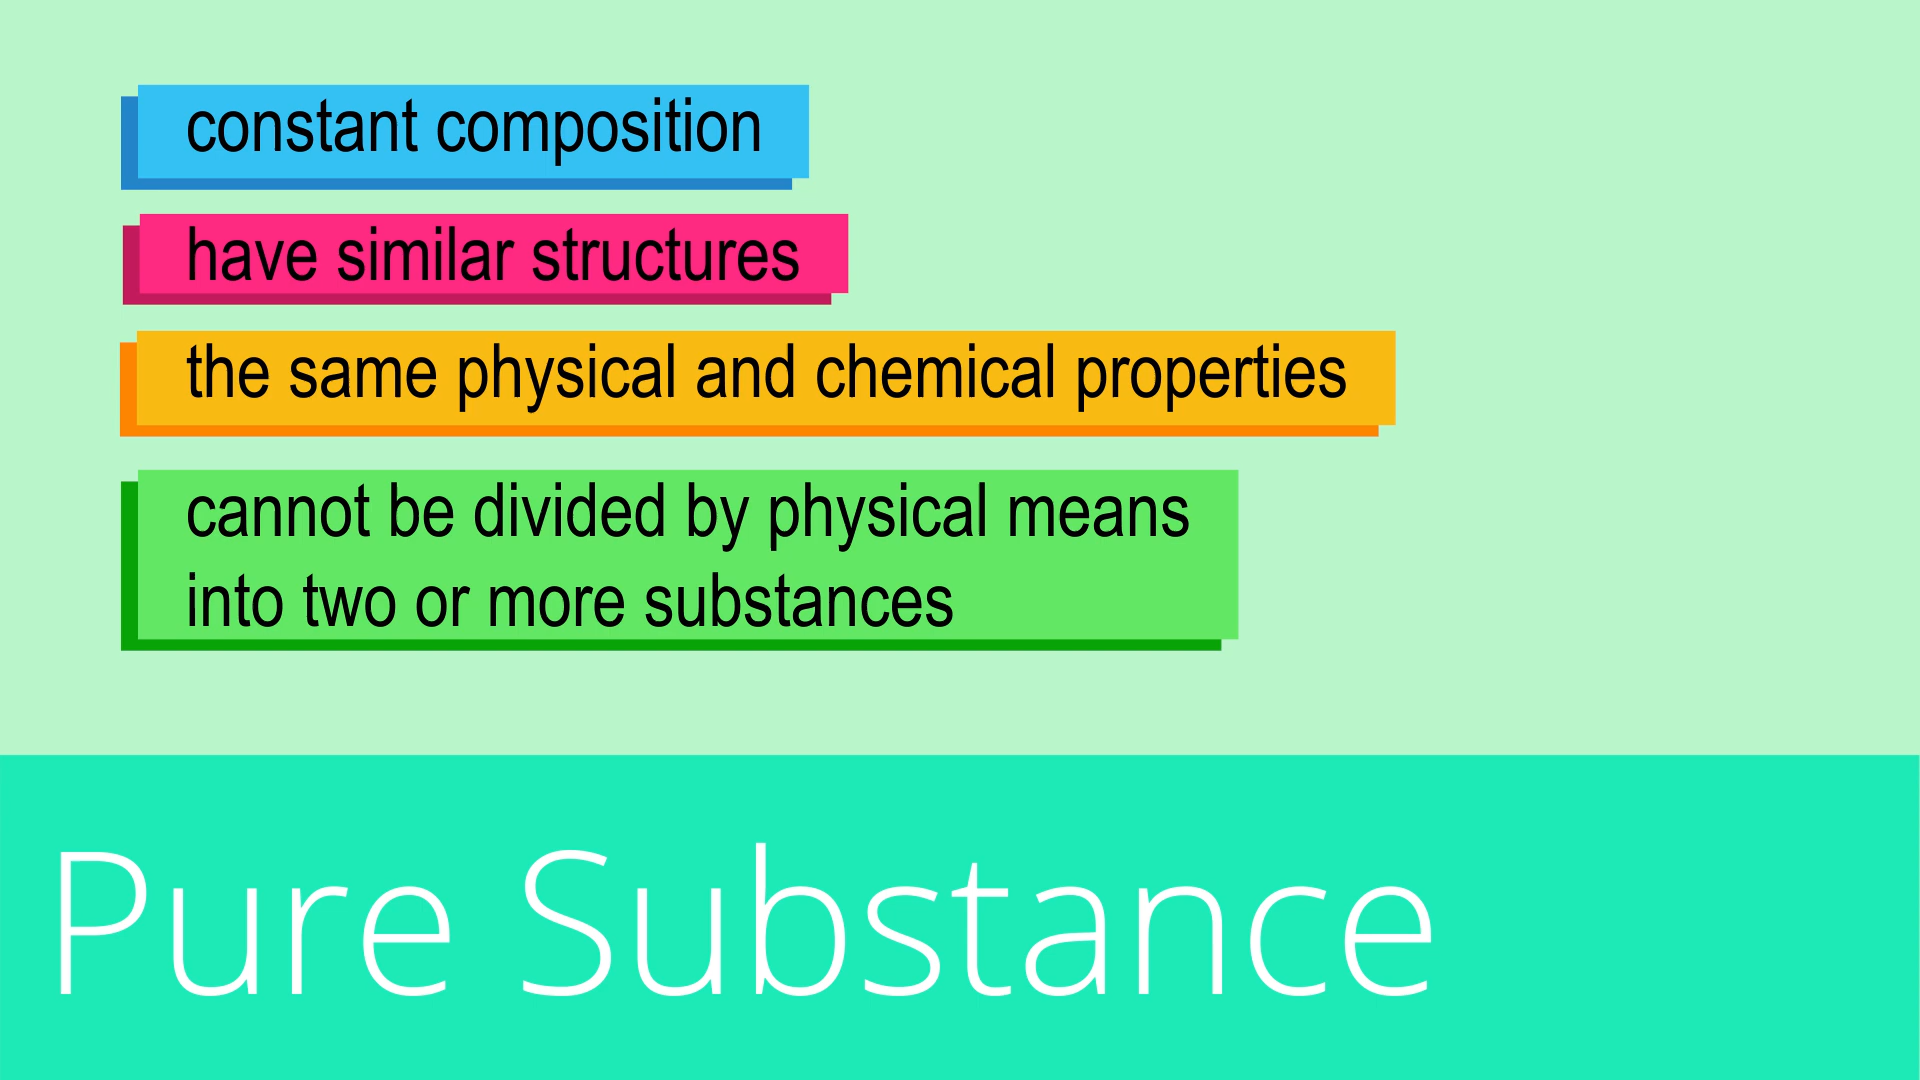 constant composition
have similar structures
the same physical and chemical properties
cannot be divided by physical means
into two or more substances
Pure Substance